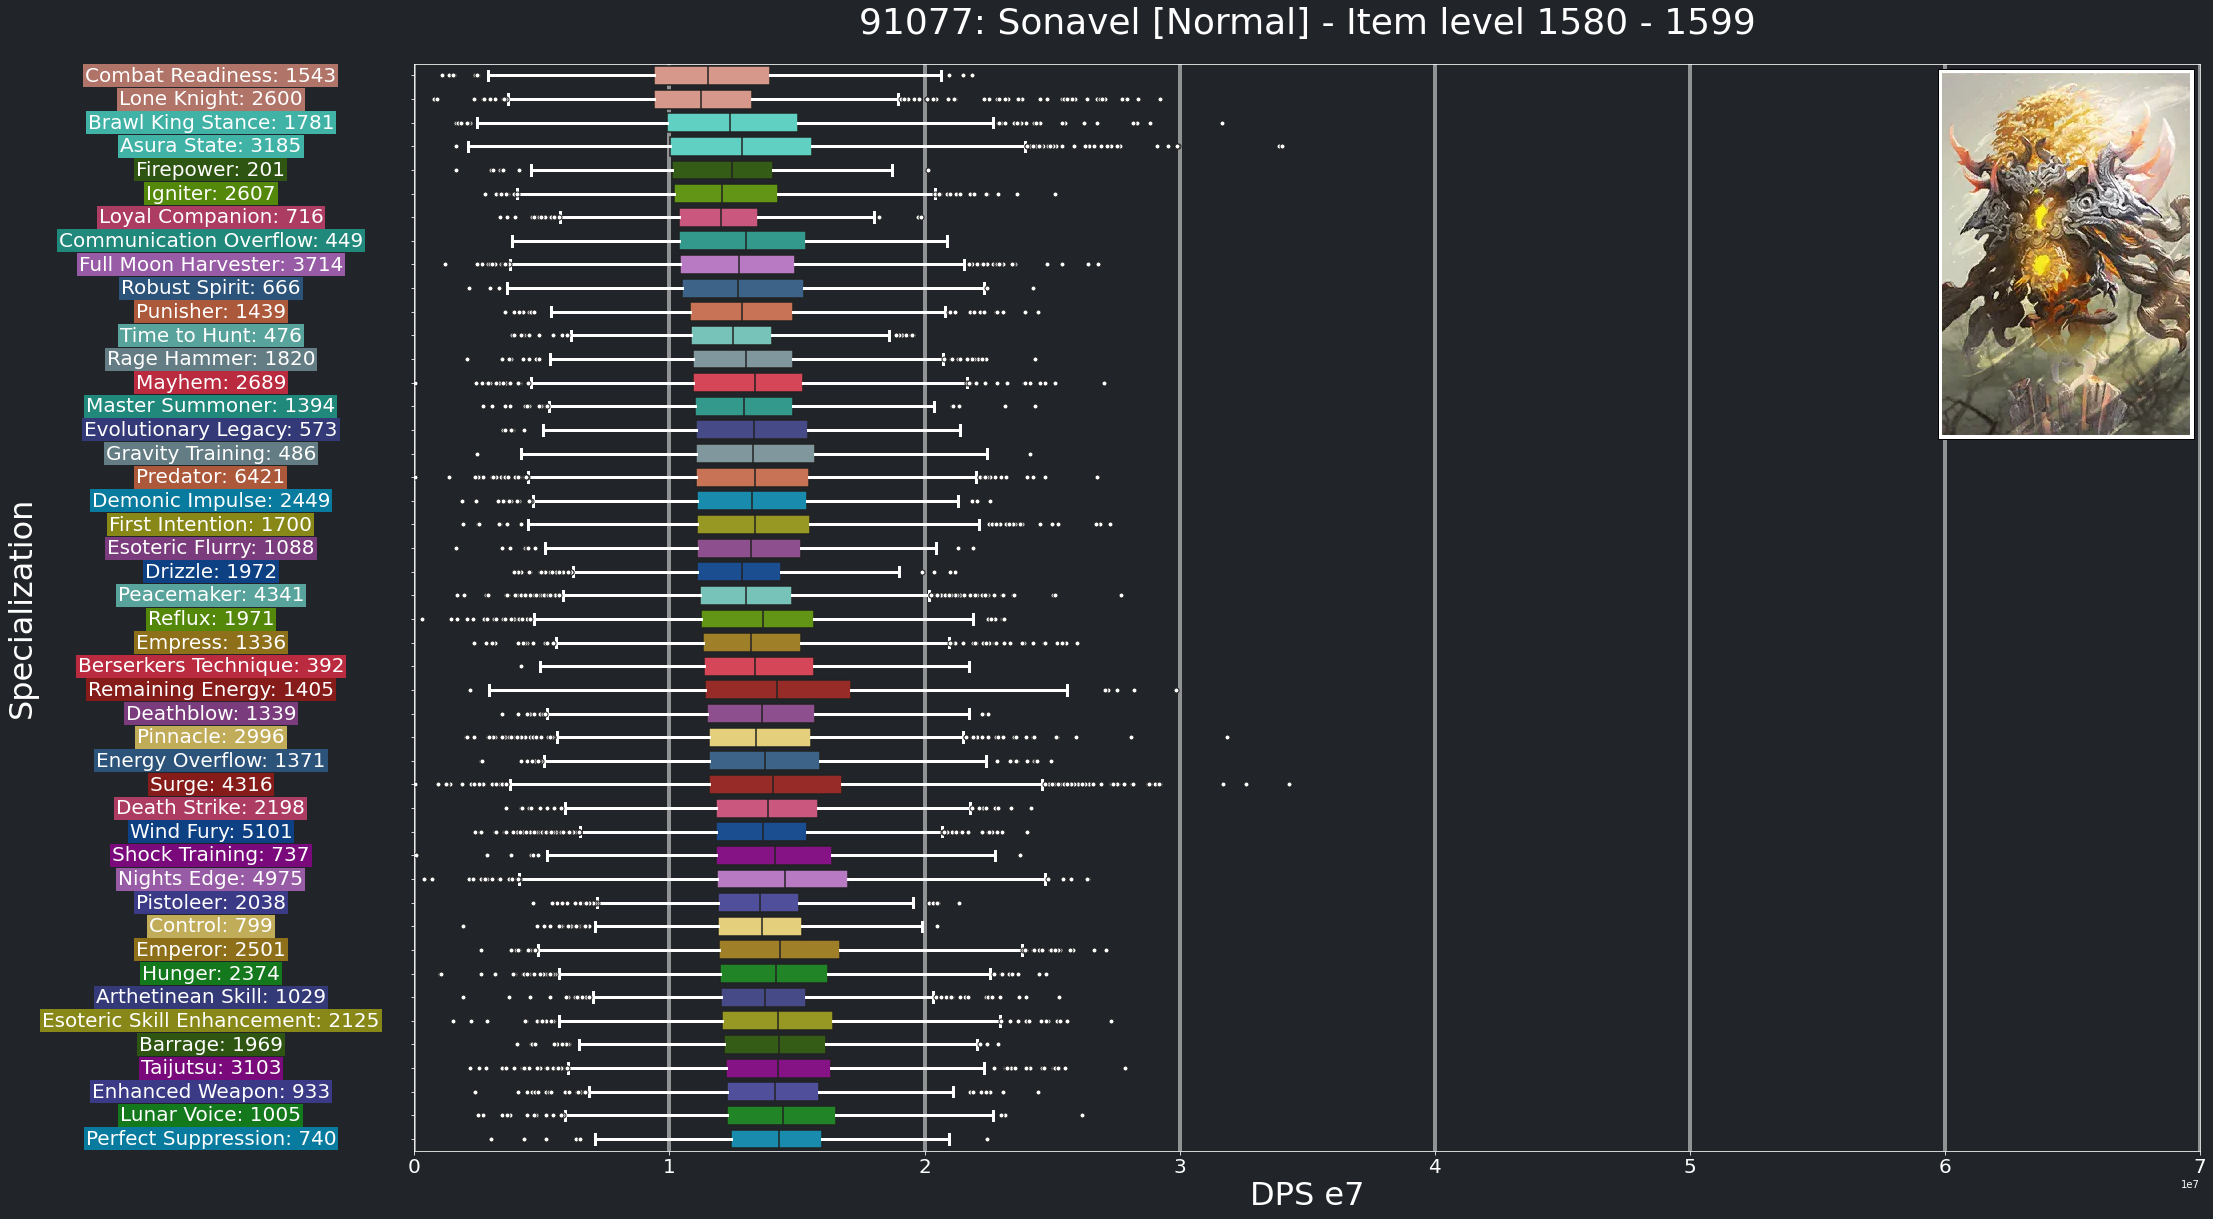 91077: Sonavel [Normal] - Item level 1580 - 1599
Specialization
Combat Readiness: 1543
Lone Knight: 2600
Brawl King Stance: 1781
Asura State: 3185
Firepower: 201
Igniter: 2607
Loyal Companion: 716
Communication Overflow: 449
Full Moon Harvester: 3714
Robust Spirit: 666
Punisher: 1439
Time to Hunt: 476
Rage Hammer: 1820
Mayhem: 2689
Master Summoner: 1394
Evolutionary Legacy: 573
Gravity Training: 486
Predator: 6421
Demonic Impulse: 2449
First Intention: 1700
Esoteric Flurry: 1088
Drizzle: 1972
Peacemaker: 4341
Reflux: 1971
Empress: 1336
Berserkers Technique: 392
Remaining Energy: 1405
Deathblow: 1339
Pinnacle: 2996
Energy Overflow: 1371
Surge: 4316
Death Strike: 2198
Wind Fury: 5101
Shock Training: 737
Nights Edge: 4975
Pistoleer: 2038
Control: 799
Emperor: 2501
Hunger: 2374
Arthetinean Skill: 1029
Esoteric Skill Enhancement: 2125
Barrage: 1969
Taijutsu: 3103
Enhanced Weapon: 933
Lunar Voice: 1005
Perfect Suppression: 740
0 1 2 3 4 5 6 7
1e7
DPS e7